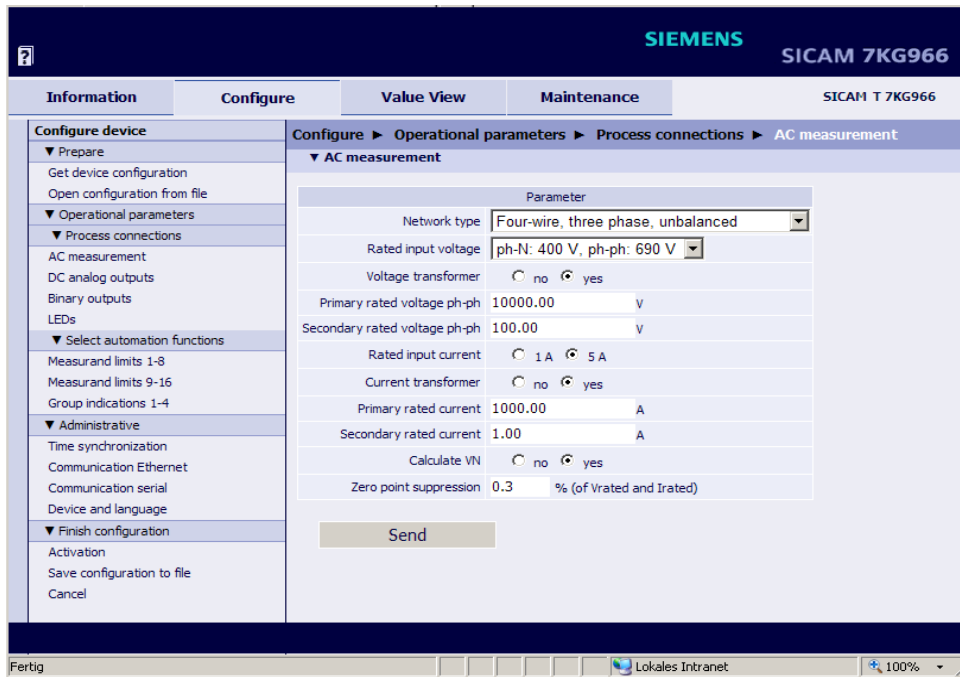 SIEMENS
SICAM 7KG966
Information
Configure
Value View
Maintenance
SICAM T 7KG966
Configure device
▼ Prepare
Get device configuration
Open configuration from file
▼ Operational parameters
▼ Process connections
AC measurement
DC analog outputs
Binary outputs
LEDs
▼ Select automation functions
Measurand limits 1-8
Measurand limits 9-16
Group indications 1-4
▼ Administrative
Time synchronization
Communication Ethernet
Communication serial
Device and language
▼ Finish configuration
Activation
Save configuration to file
Cancel
Configure ► Operational parameters ► Process connections ► AC measurement
▼ AC measurement
Parameter
Network type Four-wire, three phase, unbalanced
Rated input voltage ph-N: 400 V, ph-ph: 690 V
Voltage transformer no yes
Primary rated voltage ph-ph 10000.00 V
Secondary rated voltage ph-ph 100.00 V
Rated input current 1 A 5 A
Current transformer no yes
Primary rated current 1000.00 A
Secondary rated current 1.00 A
Calculate VN no yes
Zero point suppression 0.3 % (of Vrated and Irated)
Send
Fertig
Lokales Intranet
100%